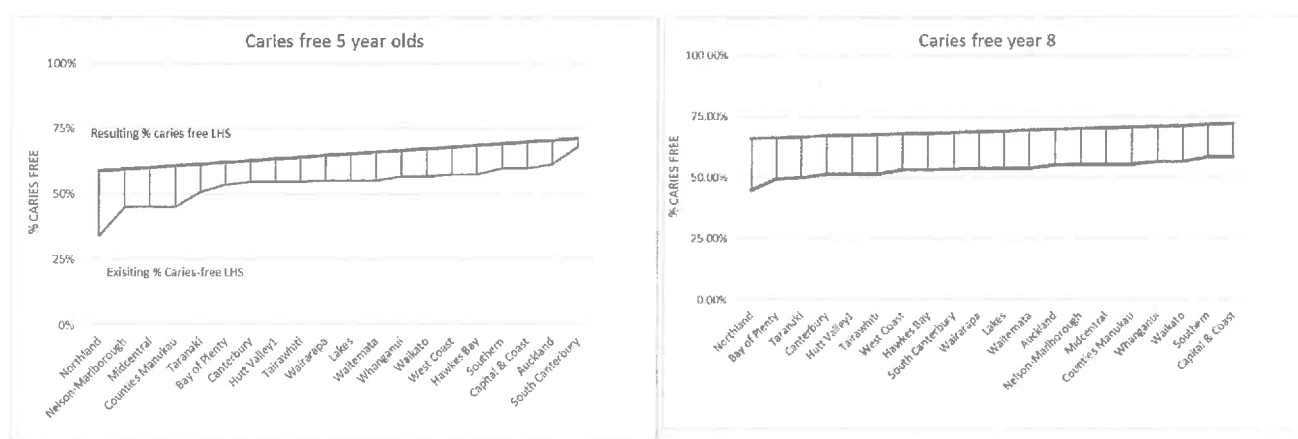 Caries free 5 year olds
100%
75%
50%
25%
0%
% CARIES FREE
Resulting % caries free LHS
Exisiting % Caries-free LHS
Northland
Nelson-Marlborough
Midcentral
Counties Manukau
Taranaki
Bay of Plenty
Canterbury
Hutt Valley1
Tairawhiti
Wairarapa
Lakes
Waitemata
Whanganui
Waikato
West Coast
Hawkes Bay
Southern
Capital & Coast
Auckland
South Canterbury
Caries free year 8
100.00%
75.00%
50.00%
25.00%
0.00%
% CARIES FREE
Northland
Bay of Plenty
Taranaki
Canterbury
Hutt Valley1
Tarawhiti
West Coast
Hawkes Bay
South Canterbury
Wairarapa
Lakes
Waitemata
Auckland
Nelson-Marlborough
Midcentral
Counties Manukau
Whanganui
Waikato
Southern
Capital & Coast